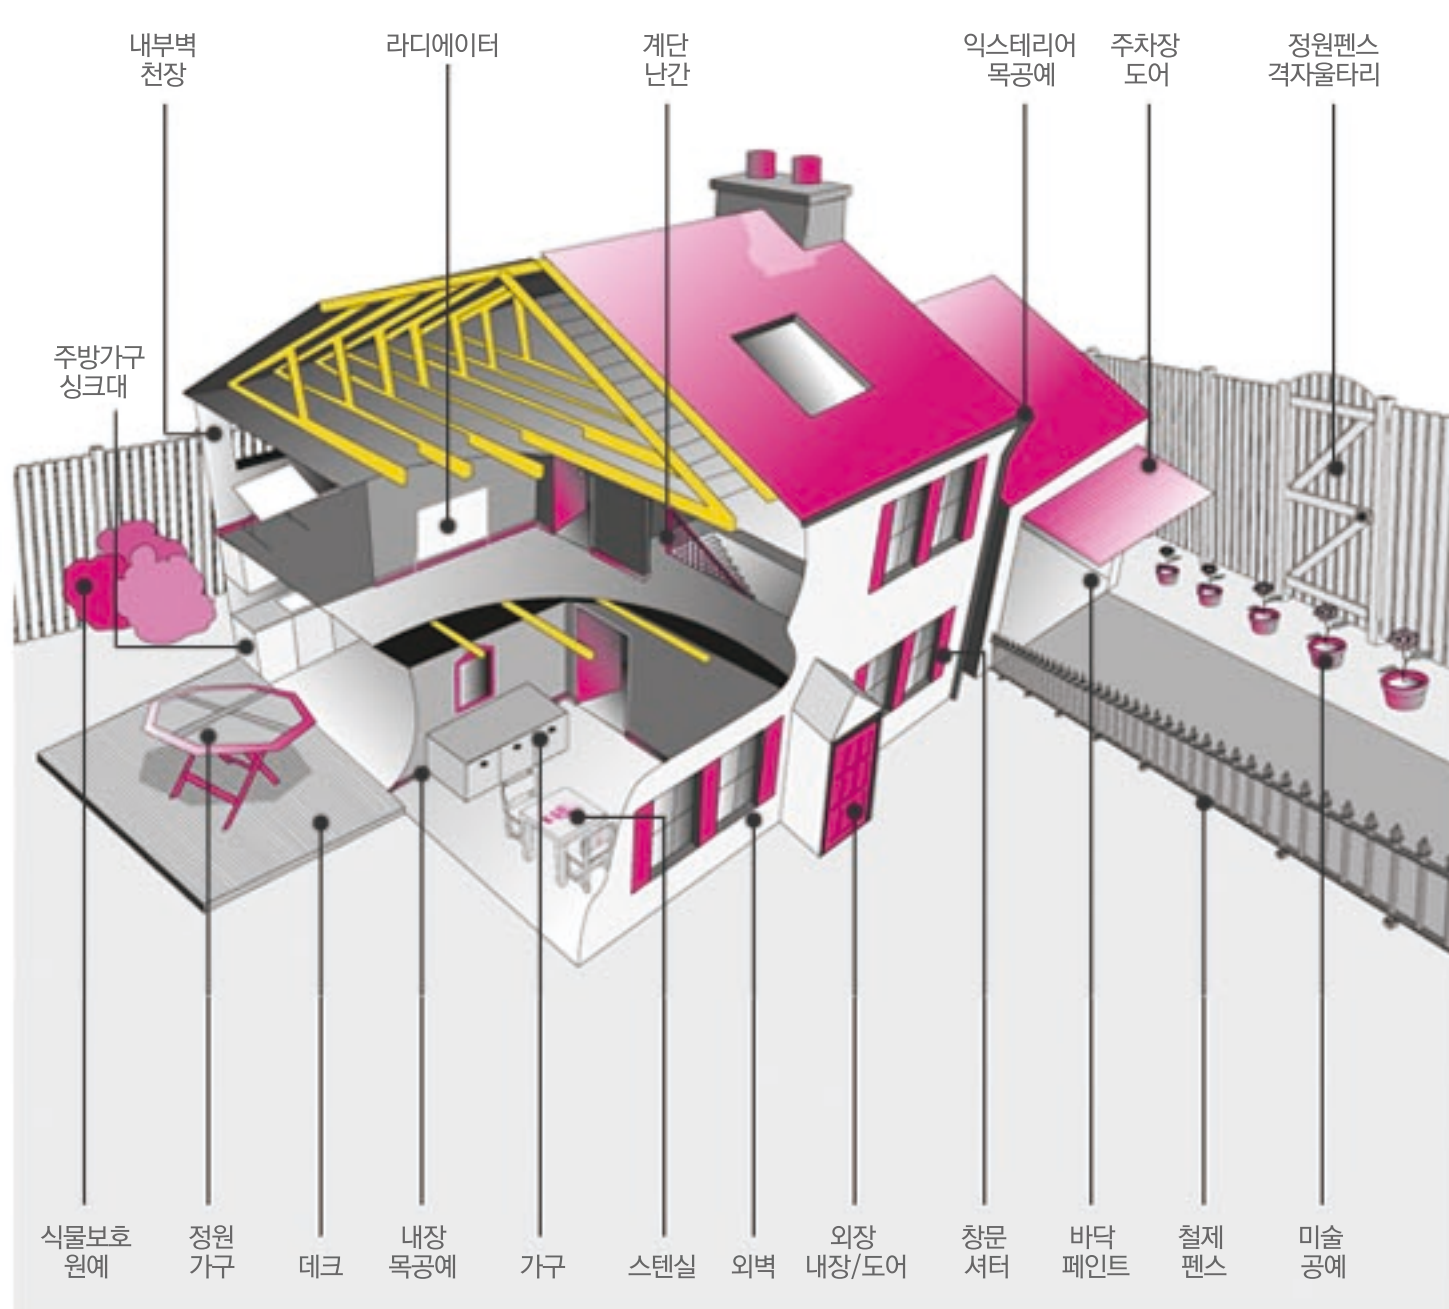 내부벽
천장
라디에이터
계단
난간
익스테리어
목공예
주차장
도어
정원펜스
격자울타리
주방가구
싱크대
식물보호
원예
정원
가구
데크
내장
목공예
가구
스텐실
외벽
외장
내장/도어
창문
셔터
바닥
페인트
철제
펜스
미술
공예